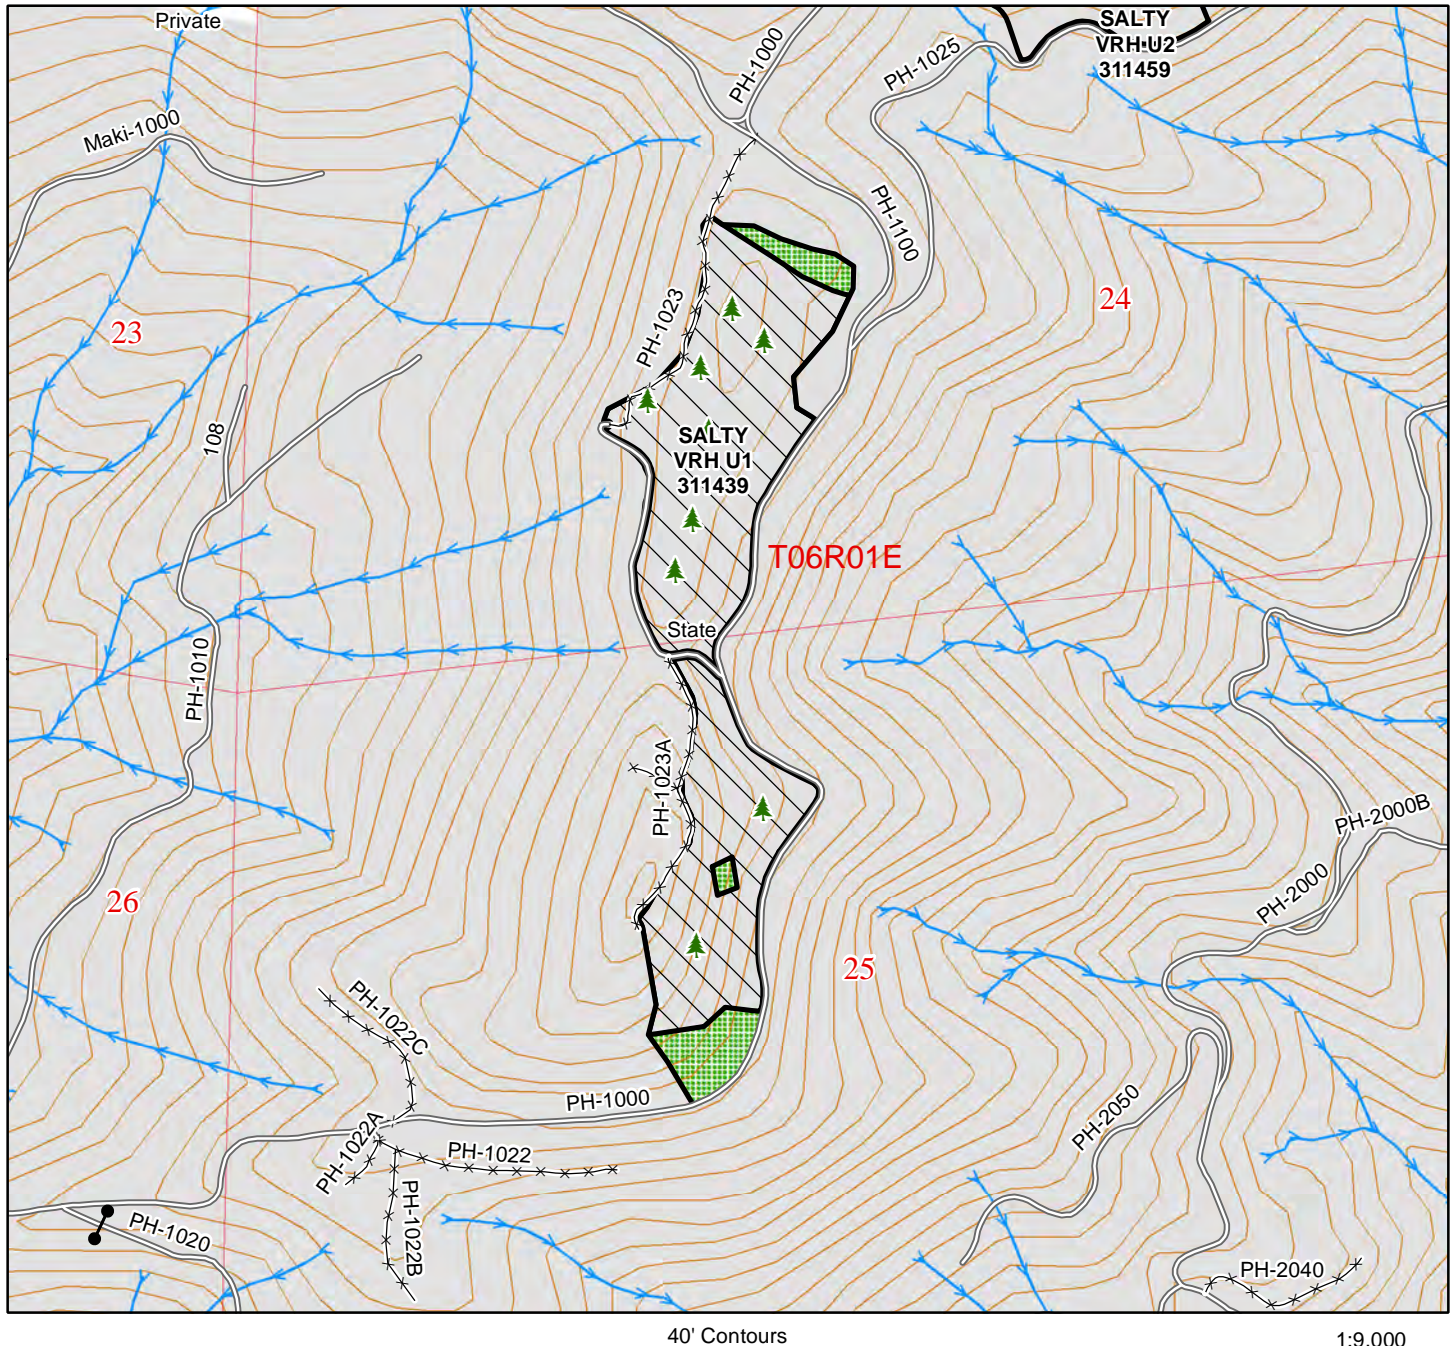 Private
SALTY
VRH U2
311459
PH-1000
PH-1025
Maki-1000
PH-1100
PH-1023
24
23
108
SALTY
VRH U1
311439
T06R01E
State
PH-1010
PH-1023A
PH-2000B
PH-2000
26
25
PH-1022C
PH-1000
PH-1022A
PH-1022
PH-2050
PH-1022B
PH-1020
PH-2040
40' Contours
1:9,000